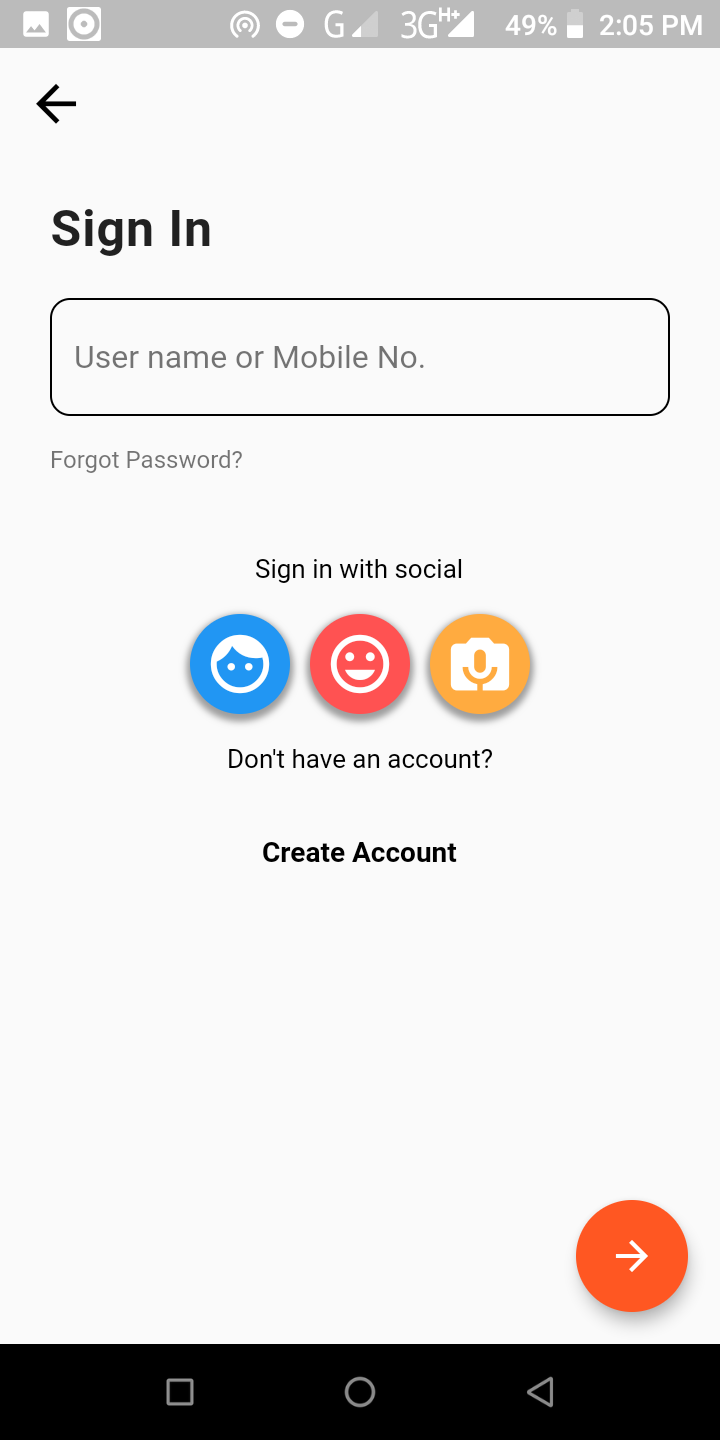 G 3G H+ 49% 2:05 PM
Sign In
User name or Mobile No.
Forgot Password?
Sign in with social
Don't have an account?
Create Account